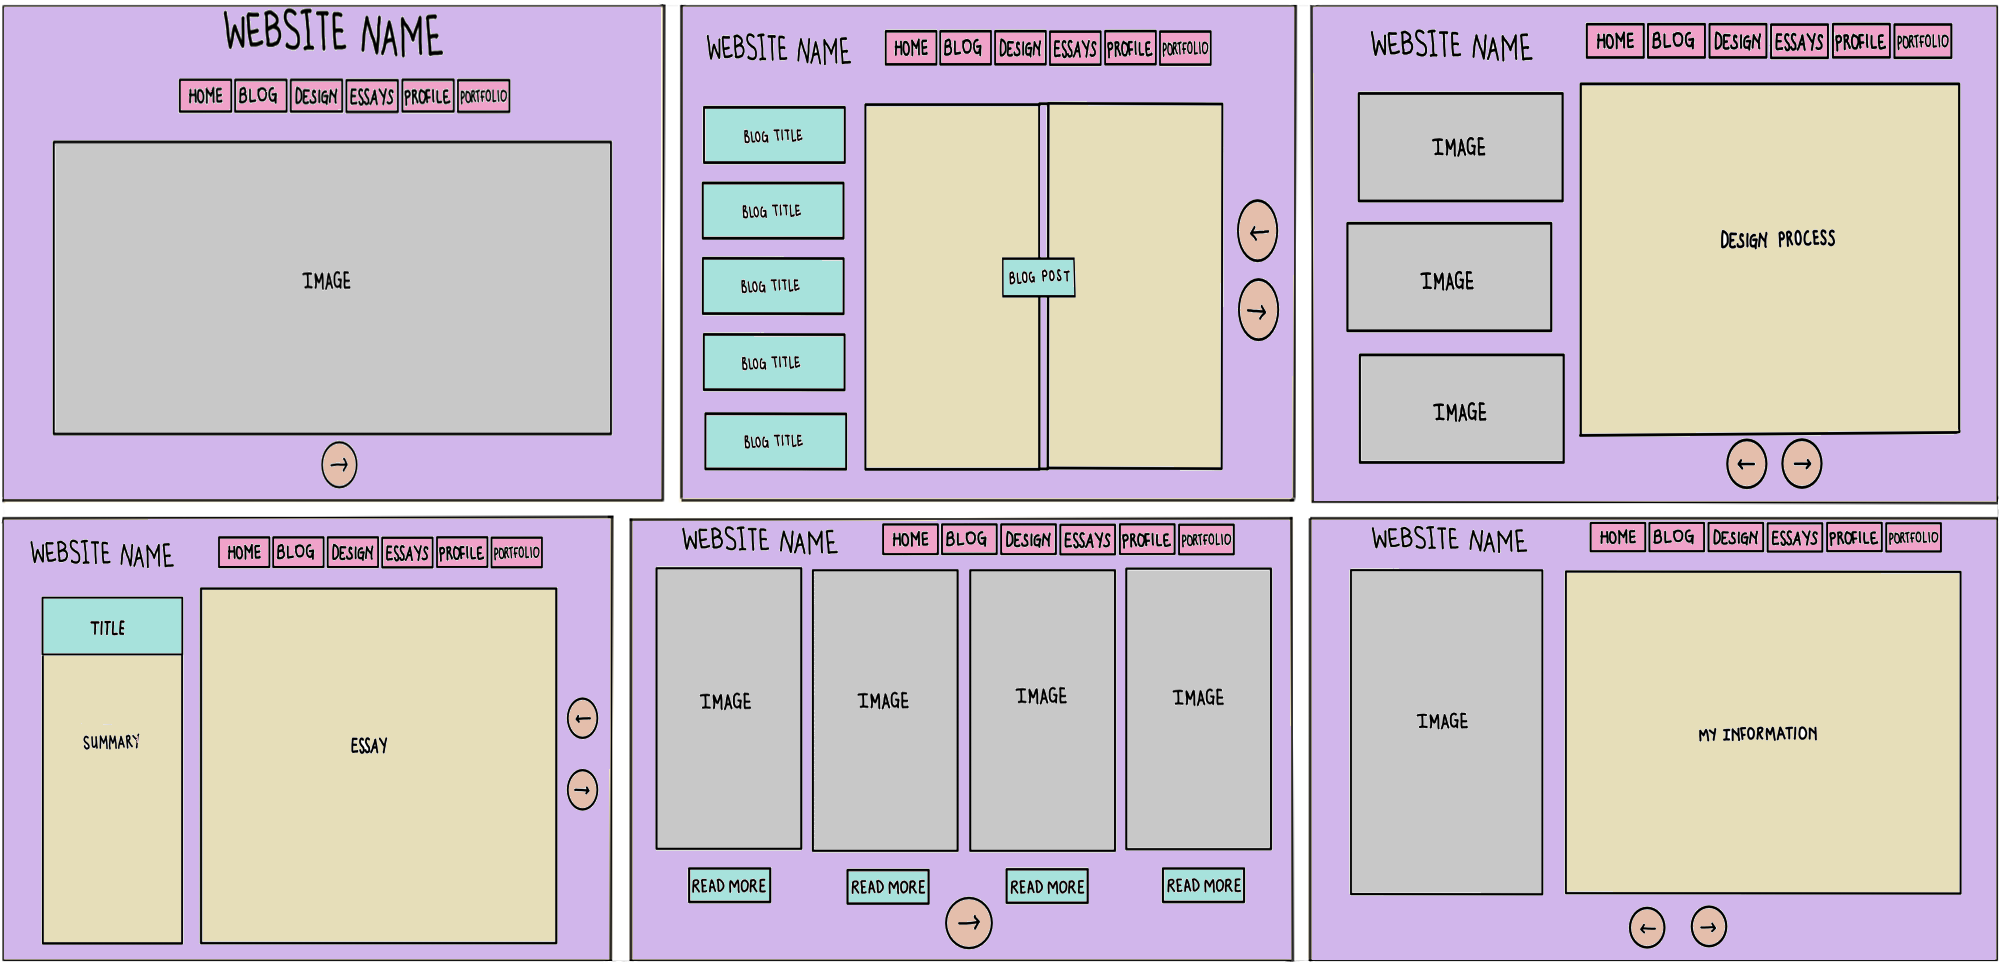 WEBSITE NAME
HOME BLOG DESIGN ESSAYS PROFILE PORTFOLIO
IMAGE
→
WEBSITE NAME
HOME BLOG DESIGN ESSAYS PROFILE PORTFOLIO
BLOG TITLE
BLOG TITLE
BLOG TITLE
BLOG TITLE
BLOG TITLE
BLOG POST
←
→
WEBSITE NAME
HOME BLOG DESIGN ESSAYS PROFILE PORTFOLIO
IMAGE
IMAGE
IMAGE
DESIGN PROCESS
← →
WEBSITE NAME
HOME BLOG DESIGN ESSAYS PROFILE PORTFOLIO
TITLE
SUMMARY
ESSAY
←
→
WEBSITE NAME
HOME BLOG DESIGN ESSAYS PROFILE PORTFOLIO
IMAGE IMAGE IMAGE IMAGE
READ MORE READ MORE READ MORE READ MORE
→
WEBSITE NAME
HOME BLOG DESIGN ESSAYS PROFILE PORTFOLIO
IMAGE
MY INFORMATION
← →